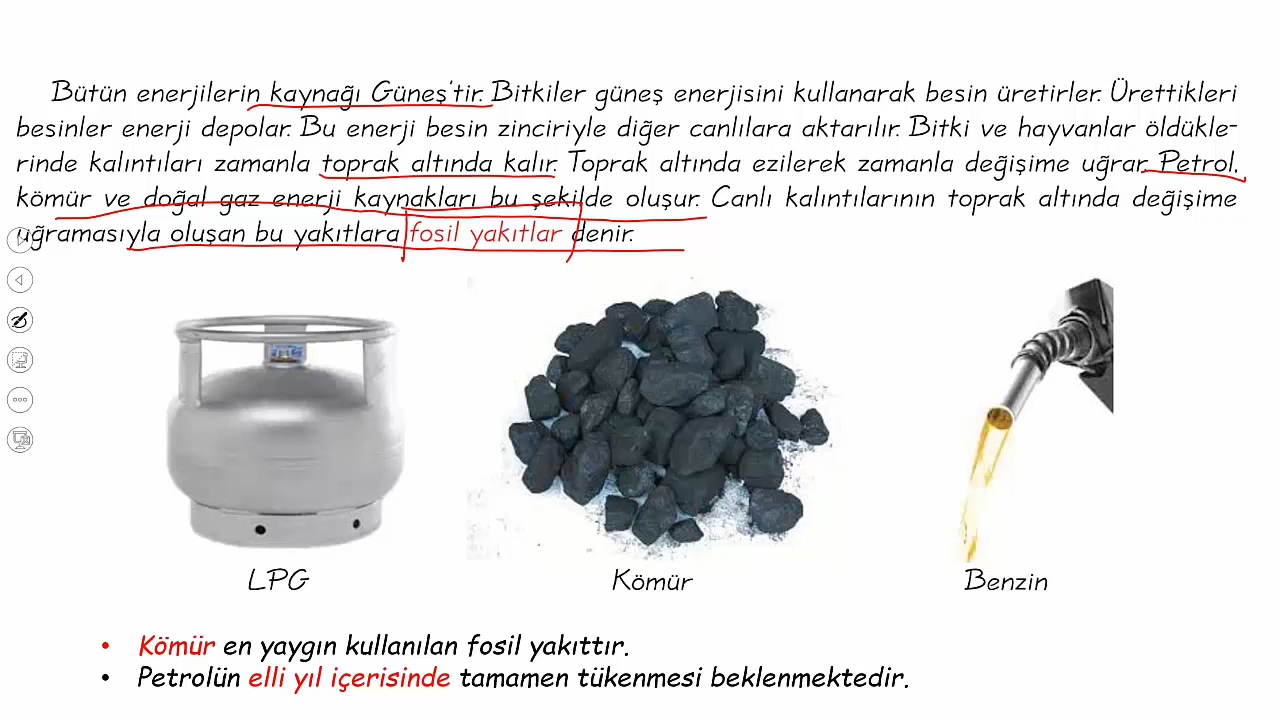 Bütün enerjilerin kaynağı Güneş'tir. Bitkiler güneş enerjisini kullanarak besin üretirler. Ürettikleri
besinler enerji depolar. Bu enerji besin zinciriyle diğer canlılara aktarılır. Bitki ve hayvanlar öldükle-
rinde kalıntıları zamanla toprak altında kalır. Toprak altında ezilerek zamanla değişime uğrar. Petrol,
kömür ve doğal gaz enerji kaynakları bu şekilde oluşur. Canlı kalıntılarının toprak altında değişime
uğramasıyla oluşan bu yakıtlara fosil yakıtlar denir.
LPG
Kömür
Benzin
• Kömür en yaygın kullanılan fosil yakıttır.
• Petrolün elli yıl içerisinde tamamen tükenmesi beklenmektedir.